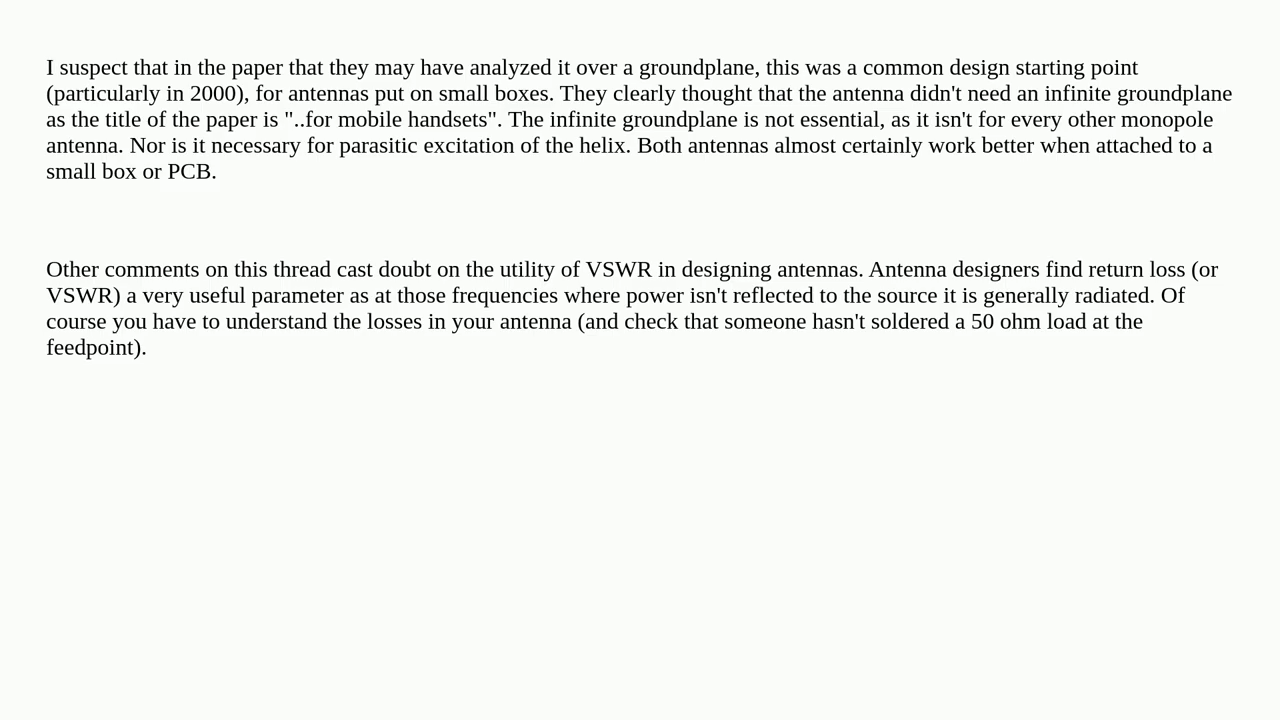 I suspect that in the paper that they may have analyzed it over a groundplane, this was a common design starting point
(particularly in 2000), for antennas put on small boxes. They clearly thought that the antenna didn't need an infinite groundplane
as the title of the paper is "..for mobile handsets". The infinite groundplane is not essential, as it isn't for every other monopole
antenna. Nor is it necessary for parasitic excitation of the helix. Both antennas almost certainly work better when attached to a
small box or PCB.
Other comments on this thread cast doubt on the utility of VSWR in designing antennas. Antenna designers find return loss (or
VSWR) a very useful parameter as at those frequencies where power isn't reflected to the source it is generally radiated. Of
course you have to understand the losses in your antenna (and check that someone hasn't soldered a 50 ohm load at the
feedpoint).